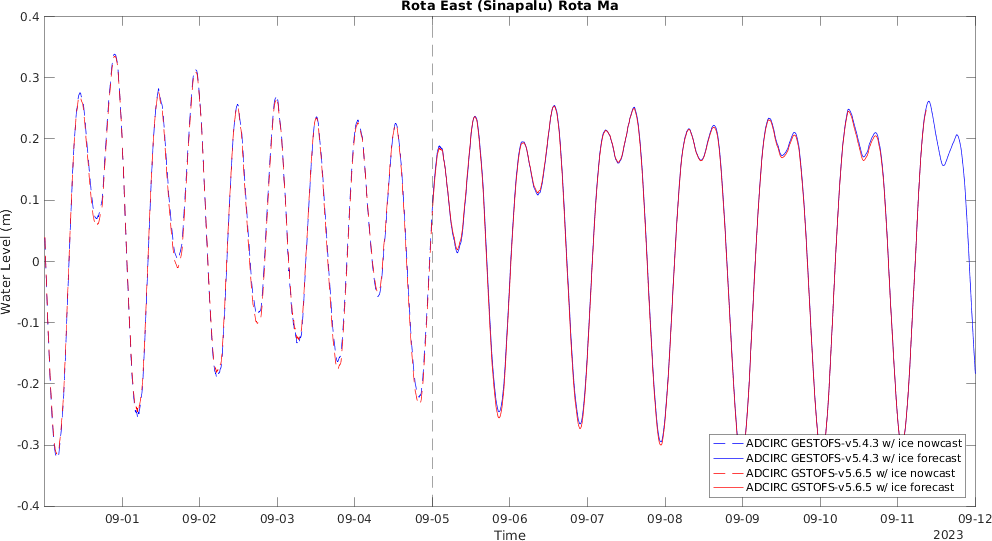 Rota East (Sinapalu) Rota Ma
0.4
0.3
0.2
0.1
0
-0.1
-0.2
-0.3
-0.4
Water Level (m)
ADCIRC GESTOFS-v5.4.3 w/ ice nowcast
ADCIRC GESTOFS-v5.4.3 w/ ice forecast
ADCIRC GSTOFS-v5.6.5 w/ ice nowcast
ADCIRC GSTOFS-v5.6.5 w/ ice forecast
09-01 09-02 09-03 09-04 09-05 09-06 09-07 09-08 09-09 09-10 09-11 09-12
Time
2023